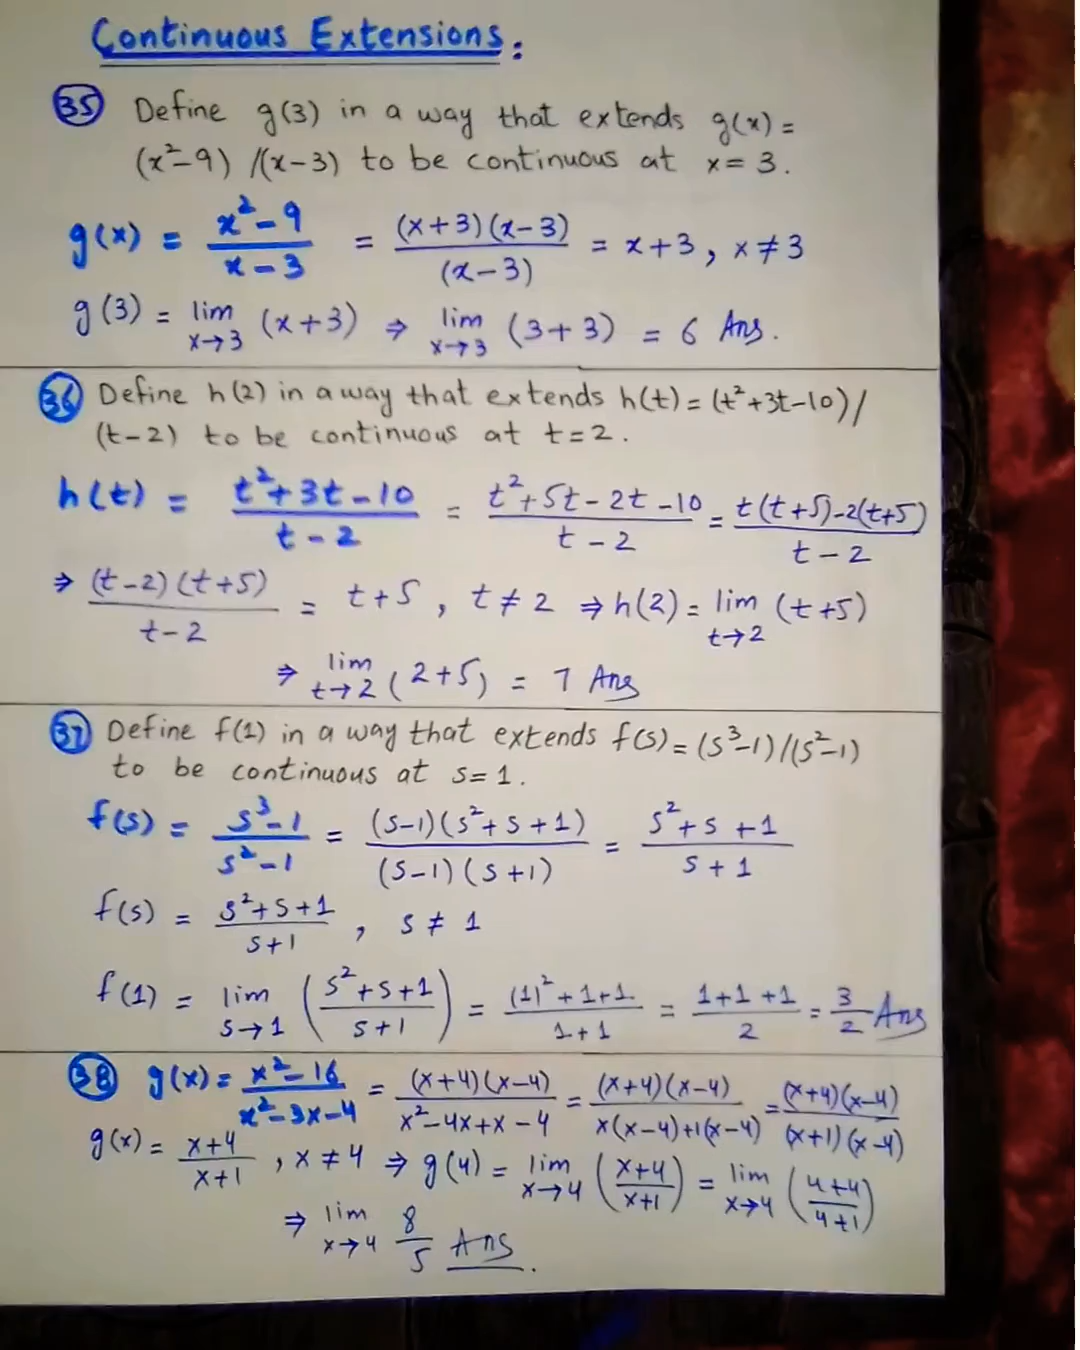 Continuous Extensions:
35 Define g(3) in a way that extends g(x) =
(x²-9) /(x-3) to be continuous at x = 3.
g(x) = (x²-9)/(x-3) = (x+3)(x-3)/(x-3) = x+3, x≠3
g(3) = lim x→3 (x+3) ⇒ lim x→3 (3+3) = 6 Ans.
36 Define h(2) in a way that extends h(t) = (t²+3t-10)/
(t-2) to be continuous at t=2.
h(t) = (t²+3t-10)/(t-2) = (t²+5t-2t-10)/(t-2) = (t(t+5)-2(t+5))/(t-2)
⇒ (t-2)(t+5)/(t-2) = t+5, t≠2 ⇒ h(2) = lim t→2 (t+5)
⇒ lim t→2 (2+5) = 7 Ans
37 Define f(1) in a way that extends f(s) = (s³-1)/(s²-1)
to be continuous at s=1.
f(s) = (s³-1)/(s²-1) = (s-1)(s²+s+1)/(s-1)(s+1) = (s²+s+1)/(s+1)
f(s) = (s²+s+1)/(s+1), s≠1
f(1) = lim s→1 ((s²+s+1)/(s+1)) = ((1)²+1+1)/(1+1) = (1+1+1)/2 = 3/2 Ans
38 g(x) = (x²-16)/(x²-3x-4) = (x+4)(x-4)/(x²-4x+x-4) = (x+4)(x-4)/(x(x-4)+1(x-4)) = (x+4)(x-4)/(x+1)(x-4)
g(x) = (x+4)/(x+1), x≠4 ⇒ g(4) = lim x→4 ((x+4)/(x+1)) = lim x→4 ((4+4)/(4+1))
⇒ lim x→4 8/5 Ans.